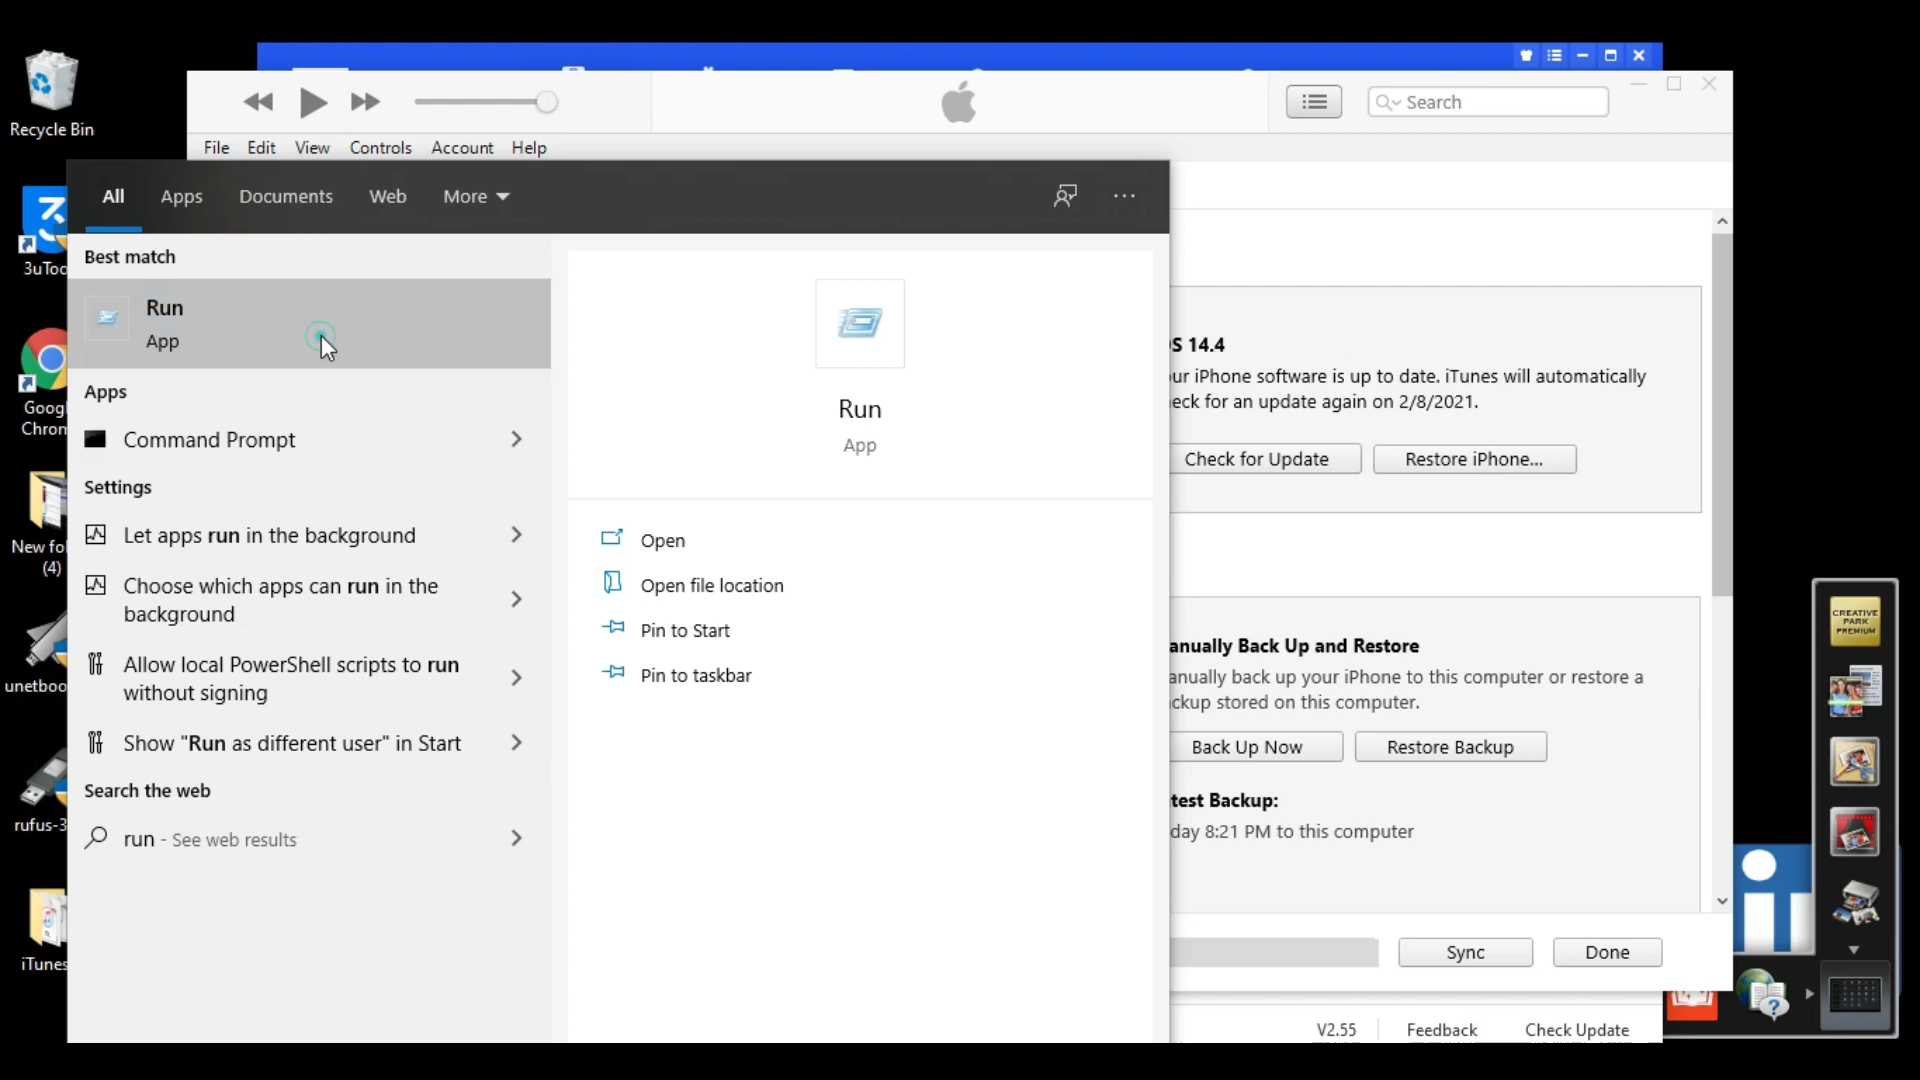 Recycle Bin
Search
File Edit View Controls Account Help
All Apps Documents Web More
Best match
Run
App
Apps
Command Prompt
Settings
Let apps run in the background
Choose which apps can run in the
background
Allow local PowerShell scripts to run
without signing
Show "Run as different user" in Start
Search the web
run - See web results
Run
App
Open
Open file location
Pin to Start
Pin to taskbar
S 14.4
ur iPhone software is up to date. iTunes will automatically
eck for an update again on 2/8/2021.
Check for Update Restore iPhone...
anually Back Up and Restore
anually back up your iPhone to this computer or restore a
ckup stored on this computer.
Back Up Now Restore Backup
test Backup:
day 8:21 PM to this computer
Sync Done
V2.55 Feedback Check Update
3uToo
Googl
Chrom
New fo
(4)
unetboo
rufus-3
iTunes
CREATIVE
PARK
PREMIUM
it